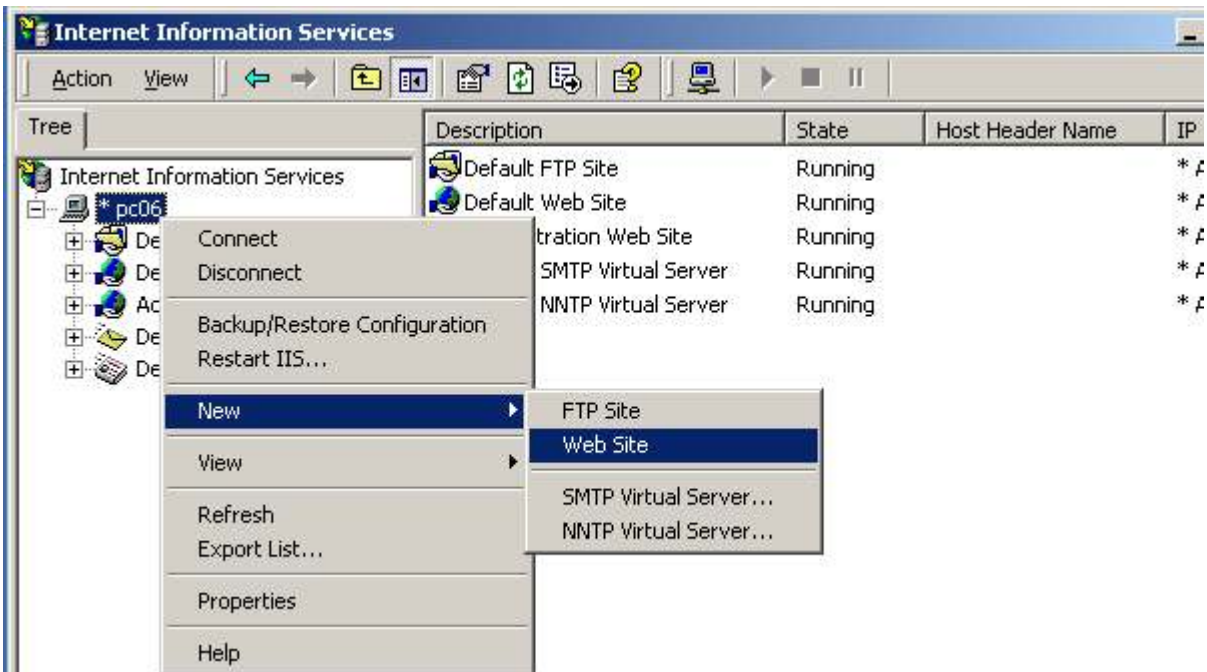 Internet Information Services
Action View
Tree
Description State Host Header Name IP
Internet Information Services
* pc06
De
De
Ac
De
De
Default FTP Site Running *
Default Web Site Running *
tration Web Site Running *
SMTP Virtual Server Running *
NNTP Virtual Server Running *
Connect
Disconnect
Backup/Restore Configuration
Restart IIS...
New
View
Refresh
Export List...
Properties
Help
FTP Site
Web Site
SMTP Virtual Server...
NNTP Virtual Server...